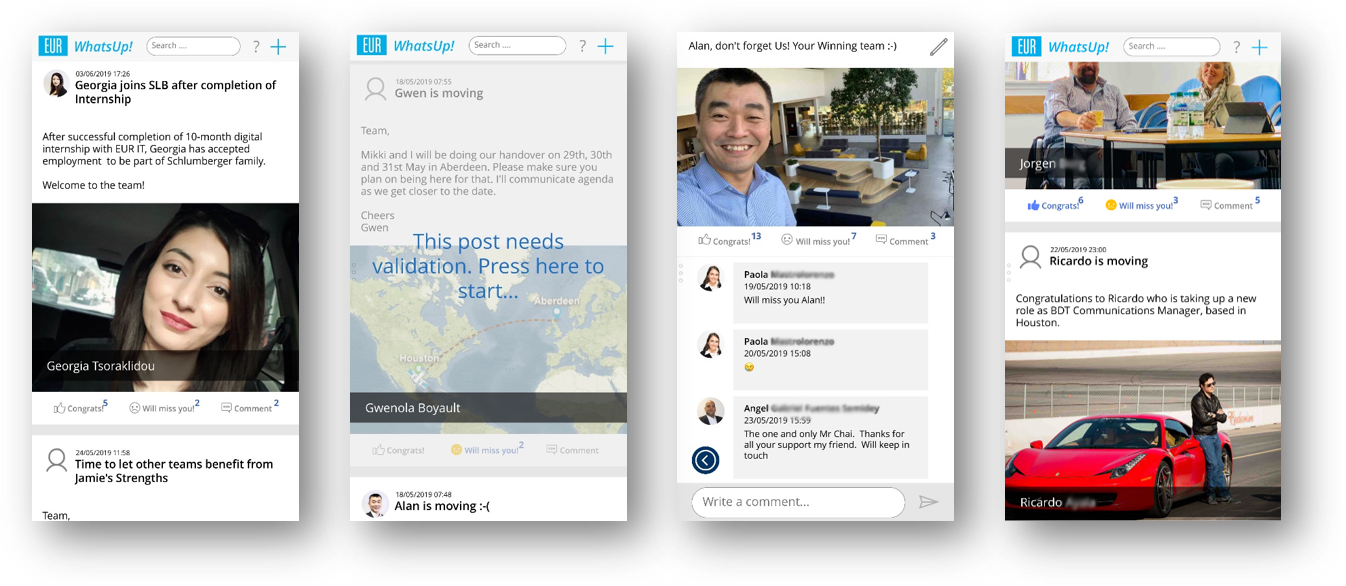 EUR WhatsUp! Search .... ?
03/06/2019 17:26
Georgia joins SLB after completion of
Internship
After successful completion of 10-month digital
internship with EUR IT, Georgia has accepted
employment to be part of Schlumberger family.
Welcome to the team!
Georgia Tsoraklidou
Congrats! 5 Will miss you! 2 Comment 2
24/05/2019 11:58
Time to let other teams benefit from
Jamie's Strengths
Team,
EUR WhatsUp! Search .... ?
18/05/2019 07:55
Gwen is moving
Team,
Mikki and I will be doing our handover on 29th, 30th
and 31st May in Aberdeen. Please make sure you
plan on being here for that. I'll communicate agenda
as we get closer to the date.
Cheers
Gwen
This post needs
validation. Press here to
start...
Aberdeen
Houston
Gwenola Boyault
Congrats! Will miss you! 2 Comment
18/05/2019 07:48
Alan is moving :-(
Alan, don't forget Us! Your Winning team :-)
Congrats! 13 Will miss you! 7 Comment 3
Paola
19/05/2019 10:18
Will miss you Alan!!
Paola
20/05/2019 15:08
Angel
23/05/2019 15:59
The one and only Mr Chai. Thanks for
all your support my friend. Will keep in
touch
Write a comment...
EUR WhatsUp! Search .... ?
Jorgen
Congrats! 6 Will miss you! 3 Comment 5
22/05/2019 23:00
Ricardo is moving
Congratulations to Ricardo who is taking up a new
role as BDT Communications Manager, based in
Houston.
Ricardo